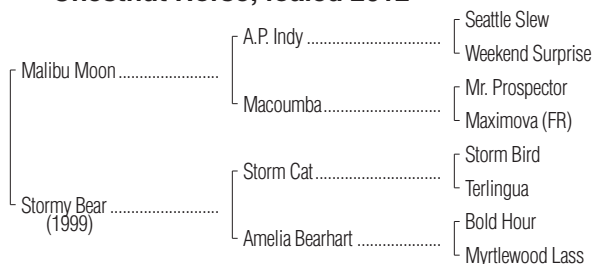 Chestnut Horse; foaled 2012
Seattle Slew
A.P. Indy ........................................
Weekend Surprise
Malibu Moon ..............................
Mr. Prospector
Macoumba....................................
Maximova (FR)
Storm Bird
Storm Cat......................................
Terlingua
Stormy Bear ................................
(1999)
Bold Hour
Amelia Bearhart .........................
Myrtlewood Lass